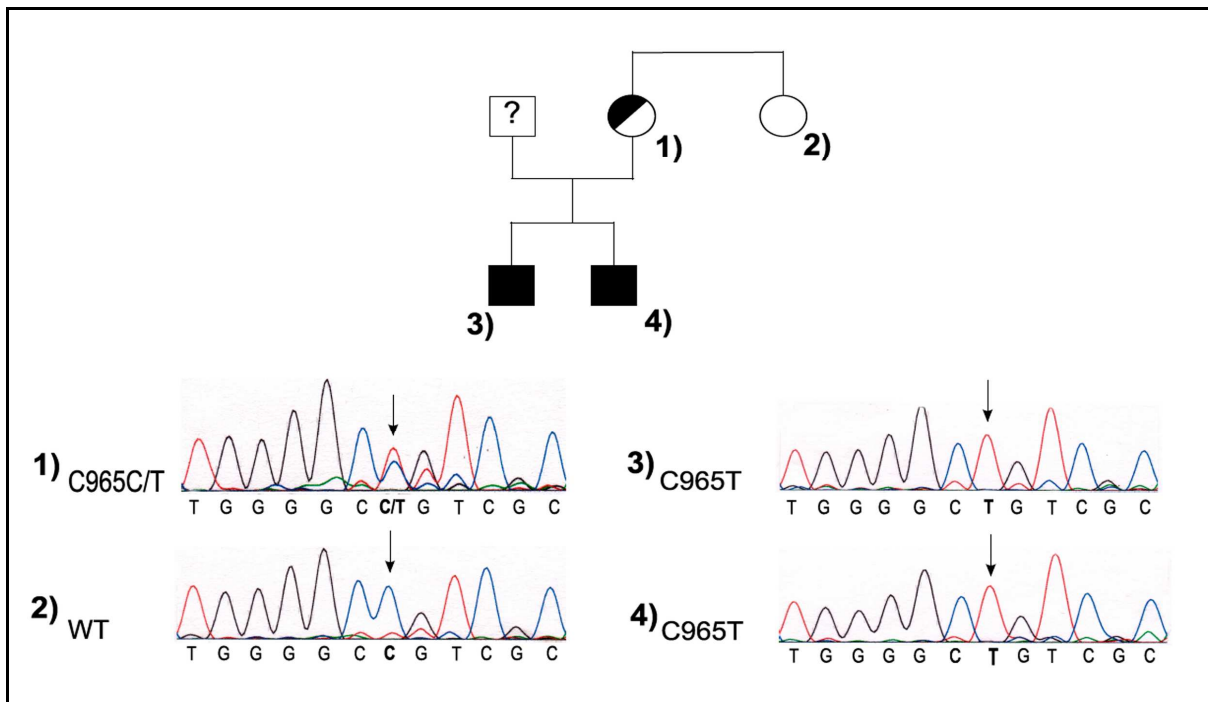 ?
1)
2)
3)
4)
1) C965C/T
T G G G G C C/T G T C G C
2) WT
T G G G G C C G T C G C
3) C965T
T G G G G C T G T C G C
4) C965T
T G G G G C T G T C G C